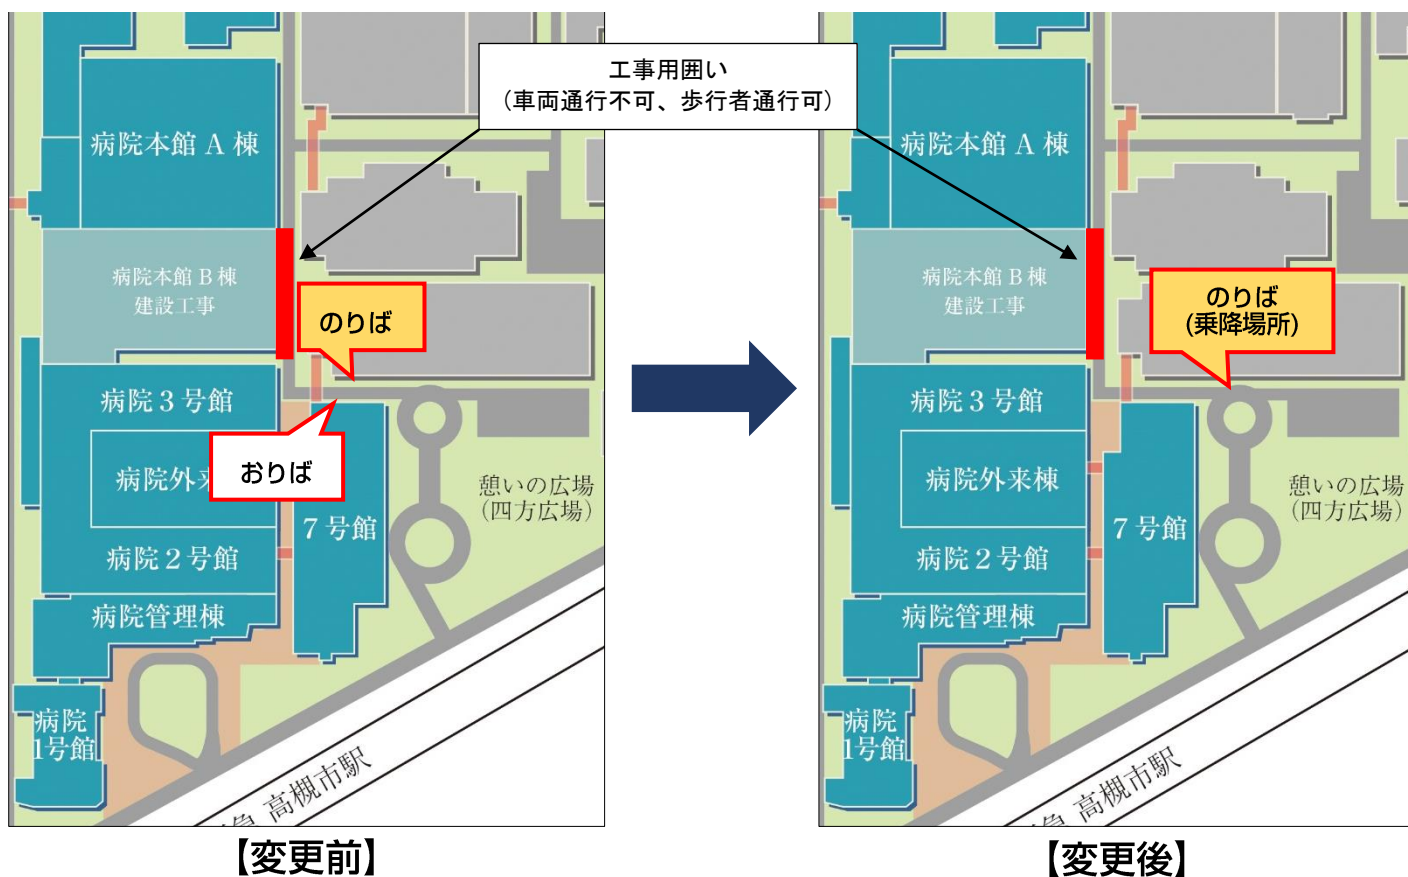 工事用囲い
（車両通行不可、歩行者通行可）
病院本館 A 棟
病院本館 B 棟
建設工事
のりば
病院３号館
おりば
病院外来
７号館
病院２号館
病院管理棟
病院
1号館
憩いの広場
（四方広場）
高槻市駅
【変更前】
病院本館 A 棟
病院本館 B 棟
建設工事
のりば
(乗降場所)
病院３号館
病院外来棟
７号館
病院２号館
病院管理棟
病院
1号館
憩いの広場
（四方広場）
高槻市駅
【変更後】